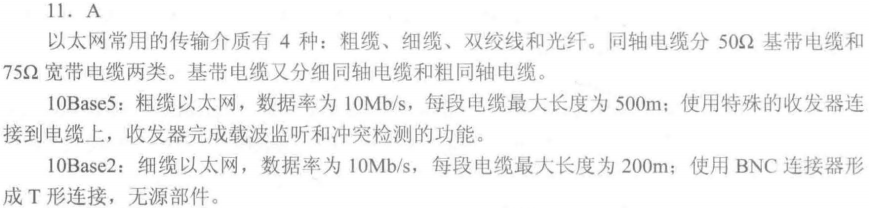 11．A
以太网常用的传输介质有 4 种：粗缆、细缆、双绞线和光纤。同轴电缆分 50Ω 基带电缆和
75Ω 宽带电缆两类。基带电缆又分细同轴电缆和粗同轴电缆。
10Base5：粗缆以太网，数据率为 10Mb/s，每段电缆最大长度为 500m；使用特殊的收发器连
接到电缆上，收发器完成载波监听和冲突检测的功能。
10Base2：细缆以太网，数据率为 10Mb/s，每段电缆最大长度为 200m；使用 BNC 连接器形
成 T 形连接，无源部件。